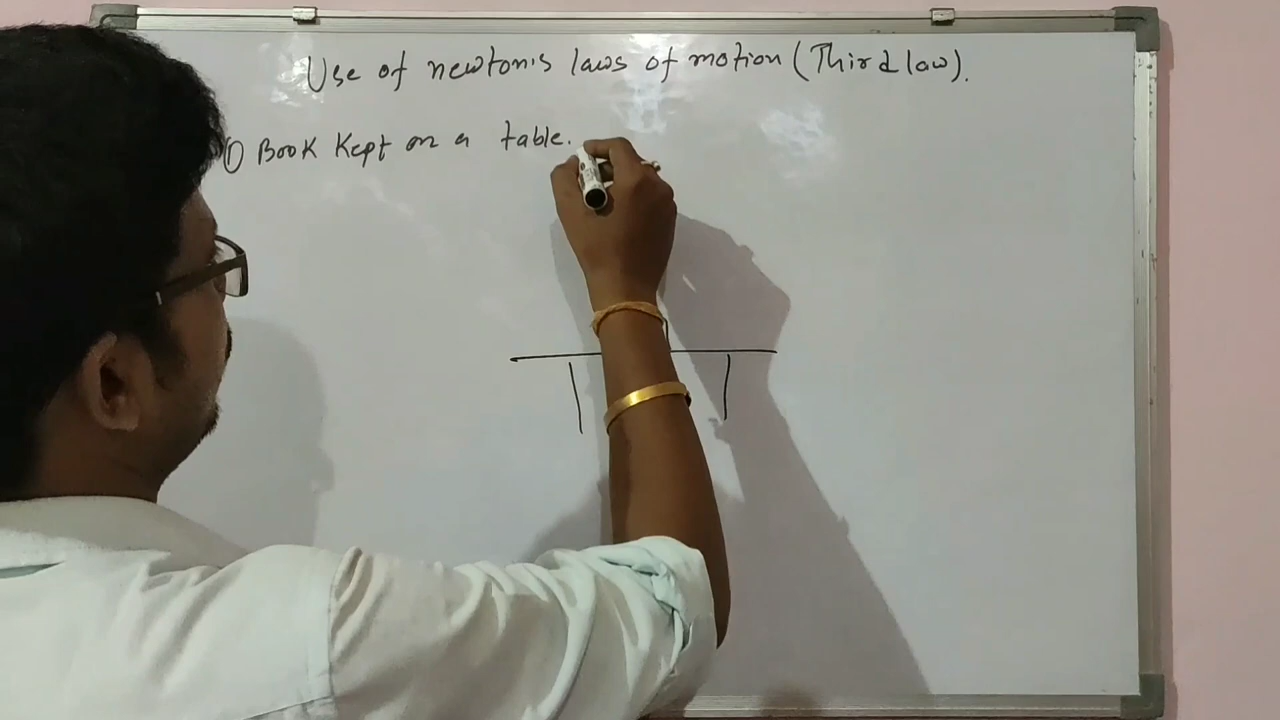 Use of newton's laws of motion (Third law).
① Book Kept on a table.